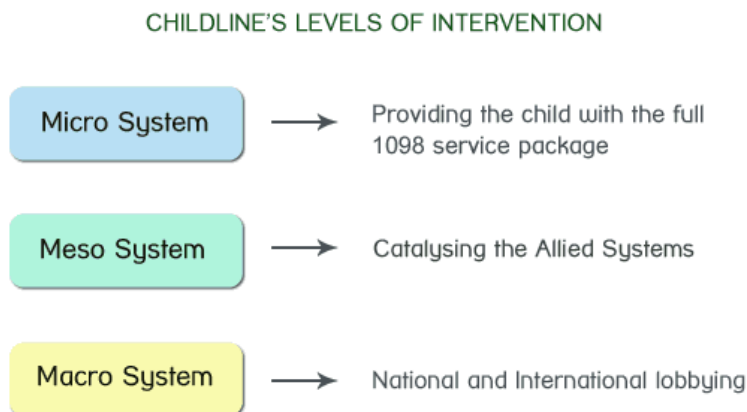 CHILDLINE'S LEVELS OF INTERVENTION
Micro System
Providing the child with the full
1098 service package
Meso System
Catalysing the Allied Systems
Macro System
National and International lobbying